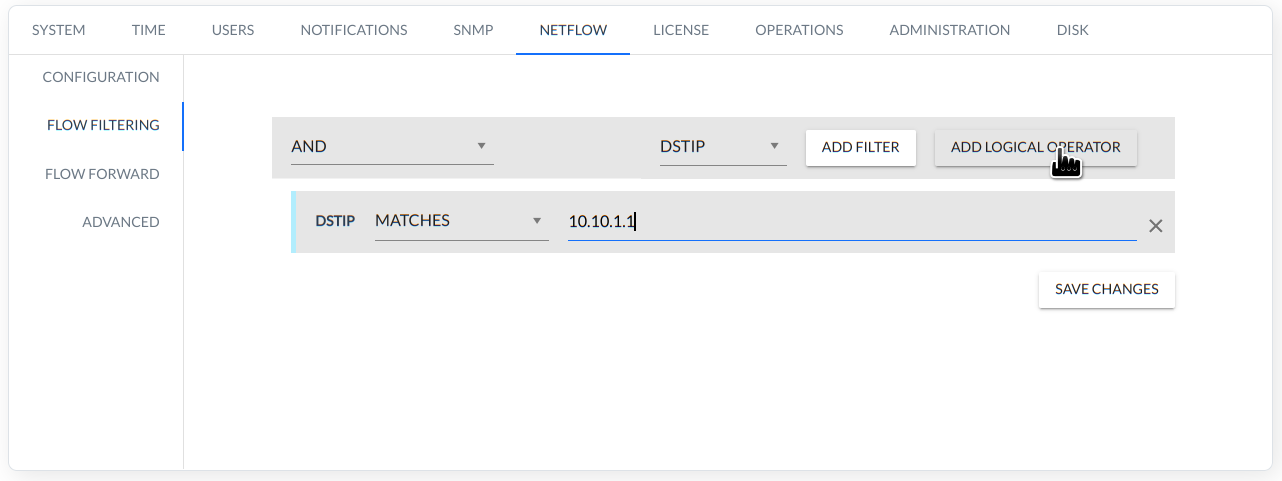 SYSTEM TIME USERS NOTIFICATIONS SNMP NETFLOW LICENSE OPERATIONS ADMINISTRATION DISK
CONFIGURATION
FLOW FILTERING
FLOW FORWARD
ADVANCED
AND DSTIP ADD FILTER ADD LOGICAL OPERATOR
DSTIP MATCHES 10.10.1.1
SAVE CHANGES